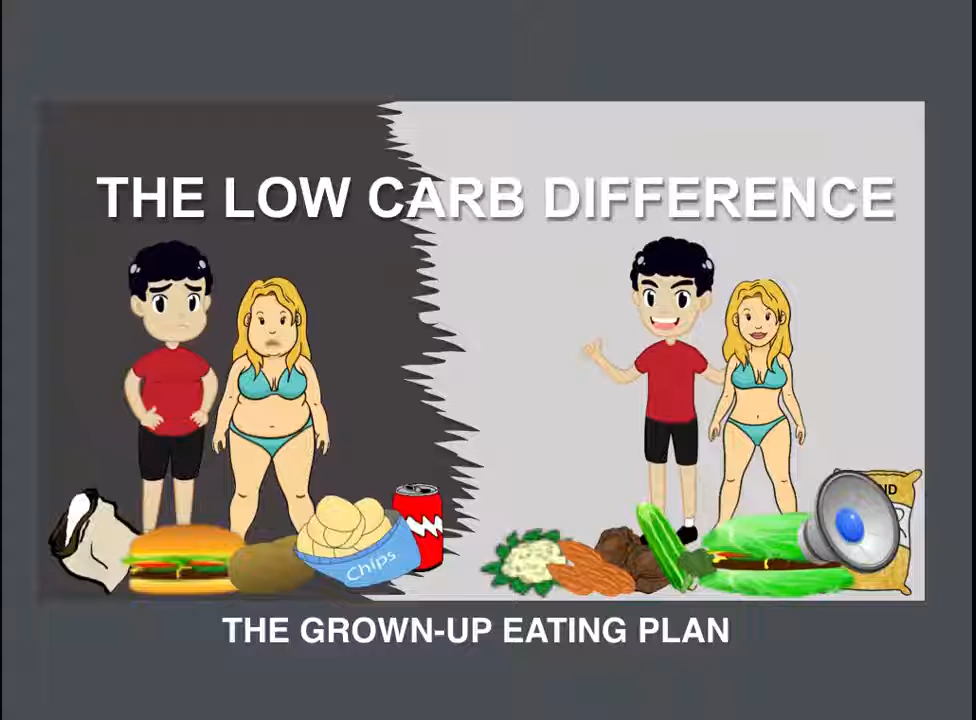 THE LOW CARB DIFFERENCE
Chips
THE GROWN-UP EATING PLAN